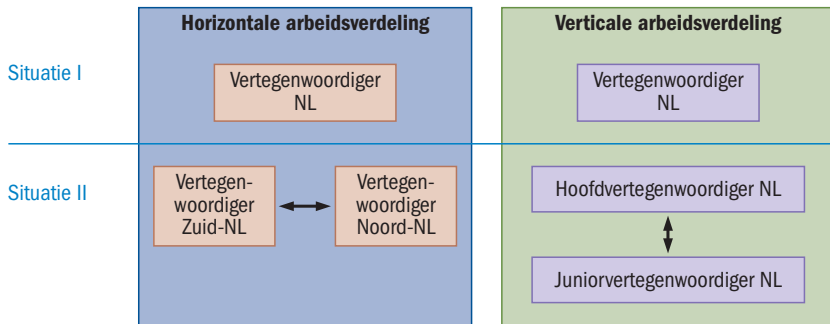 Horizontale arbeidsverdeling
Verticale arbeidsverdeling
Situatie I
Vertegenwoordiger
NL
Vertegenwoordiger
NL
Situatie II
Vertegen-
woordiger
Zuid-NL
Vertegen-
woordiger
Noord-NL
Hoofdvertegenwoordiger NL
Juniorvertegenwoordiger NL